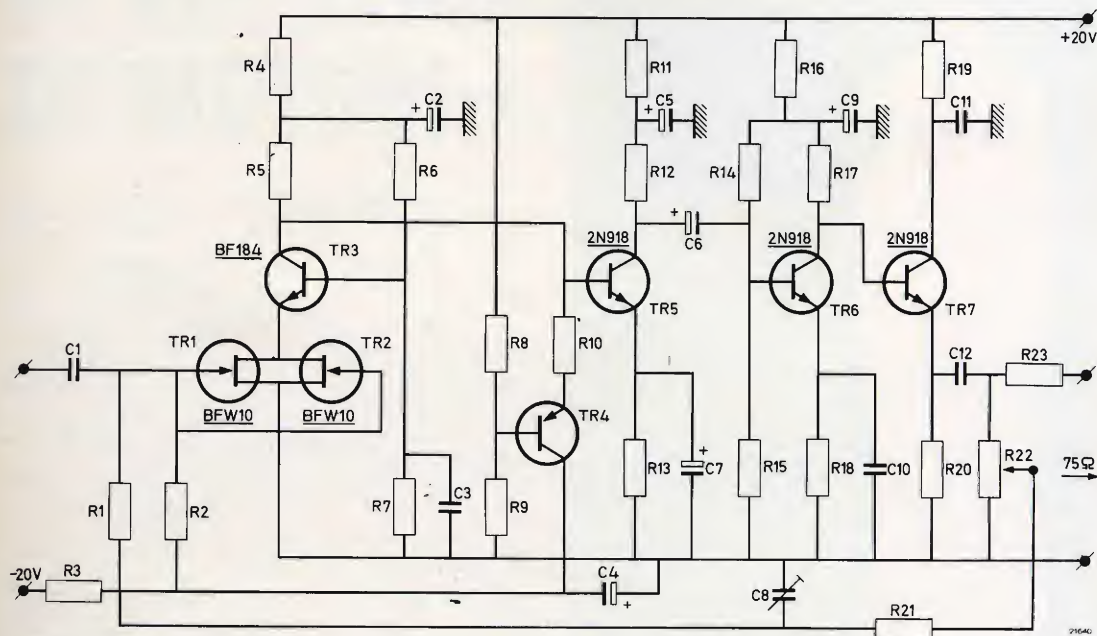 +20V
R4
R11
R16
R19
C2
+
C5
+
C9
+
C11
R5
R6
R12
R14
R17
C6
+
BF184
TR3
2N918
TR5
2N918
TR6
2N918
TR7
C1
TR1
TR2
R8
R10
C12
R23
BFW10
BFW10
TR4
R1
R2
R7
C3
R9
R13
C7
+
R15
R18
C10
R20
R22
75Ω
-20V
R3
C4
+
C8
R21
21640